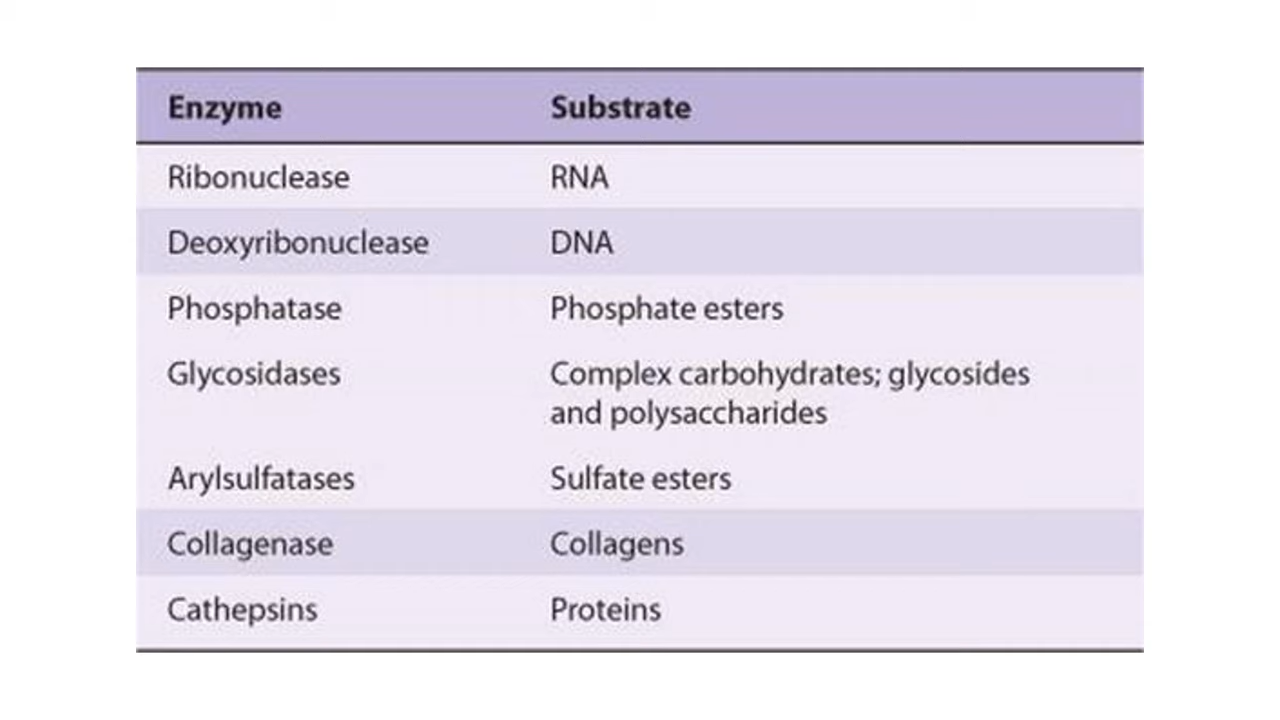 Enzyme Substrate
Ribonuclease RNA
Deoxyribonuclease DNA
Phosphatase Phosphate esters
Glycosidases Complex carbohydrates; glycosides
and polysaccharides
Arylsulfatases Sulfate esters
Collagenase Collagens
Cathepsins Proteins